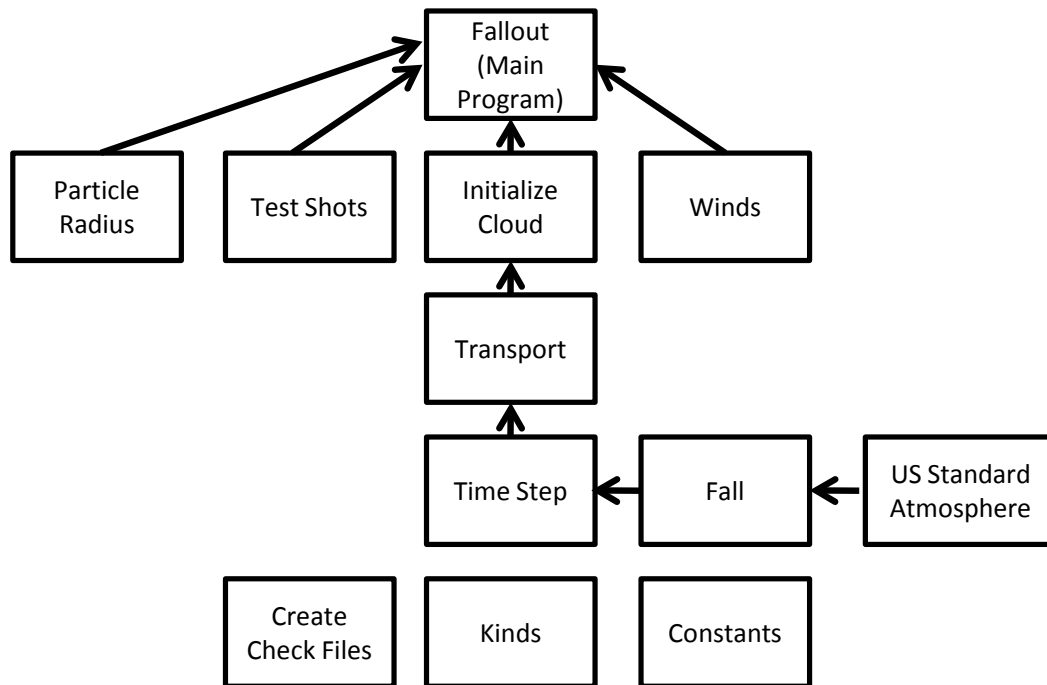 Fallout
(Main
Program)
Particle
Radius
Test Shots
Initialize
Cloud
Winds
Transport
Time Step
Fall
US Standard
Atmosphere
Create
Check Files
Kinds
Constants